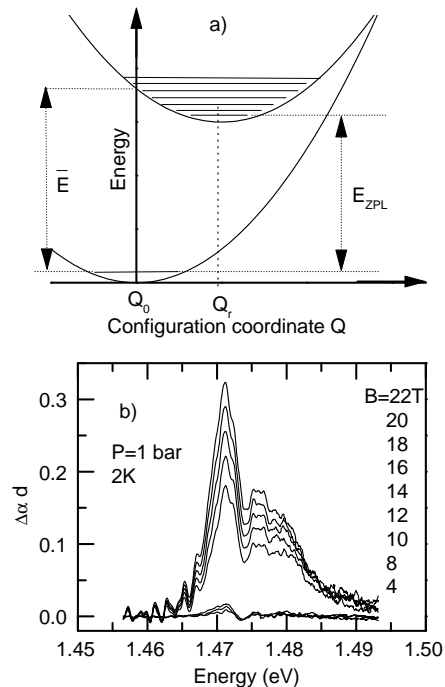 a)
Energy
E̅
E_ZPL
Q_0
Q_r
Configuration coordinate Q
b)
P=1 bar
2K
B=22T
20
18
16
14
12
10
8
4
Δα d
0.3
0.2
0.1
0.0
1.45
1.46
1.47
1.48
1.49
1.50
Energy (eV)